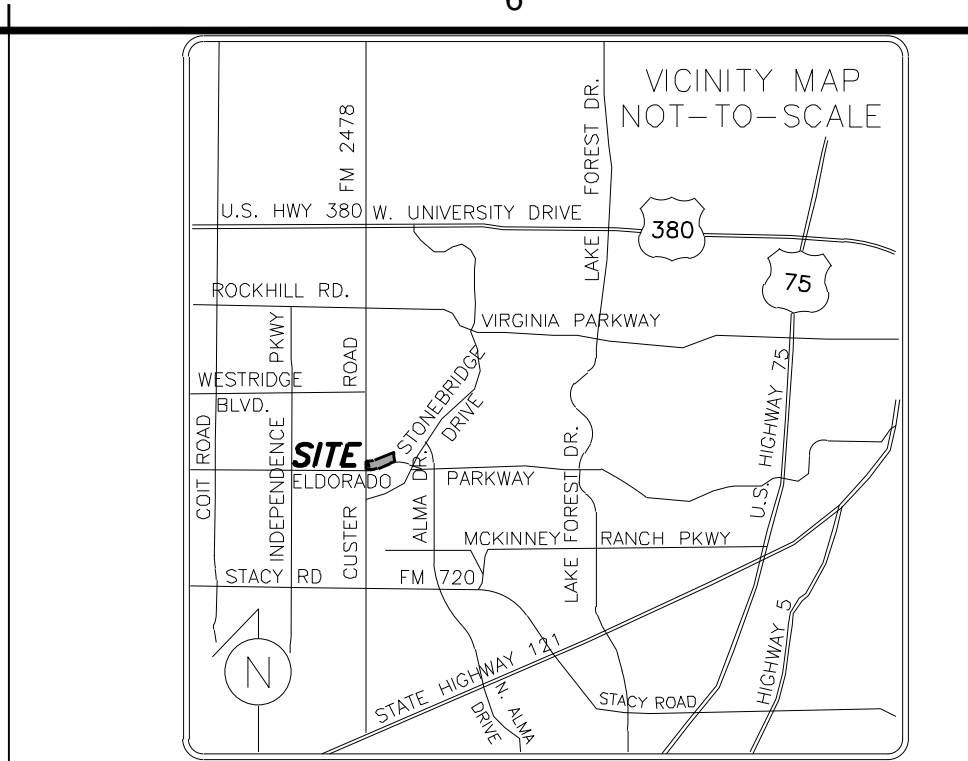 6
VICINITY MAP
NOT-TO-SCALE
FM 2478
LAKE FOREST DR.
U.S. HWY 380
W. UNIVERSITY DRIVE
380
75
ROCKHILL RD.
VIRGINIA PARKWAY
INDEPENDENCE PKWY
CUSTER ROAD
WESTRIDGE
BLVD.
STONEBRIDGE
DRIVE
U.S. HIGHWAY 75
COIT ROAD
SITE
ELDORADO PARKWAY
ALMA DR.
LAKE FOREST DR.
MCKINNEY RANCH PKWY
STACY RD
FM 720
HIGHWAY 5
N
STATE HIGHWAY 121
N. ALMA
DRIVE
STACY ROAD